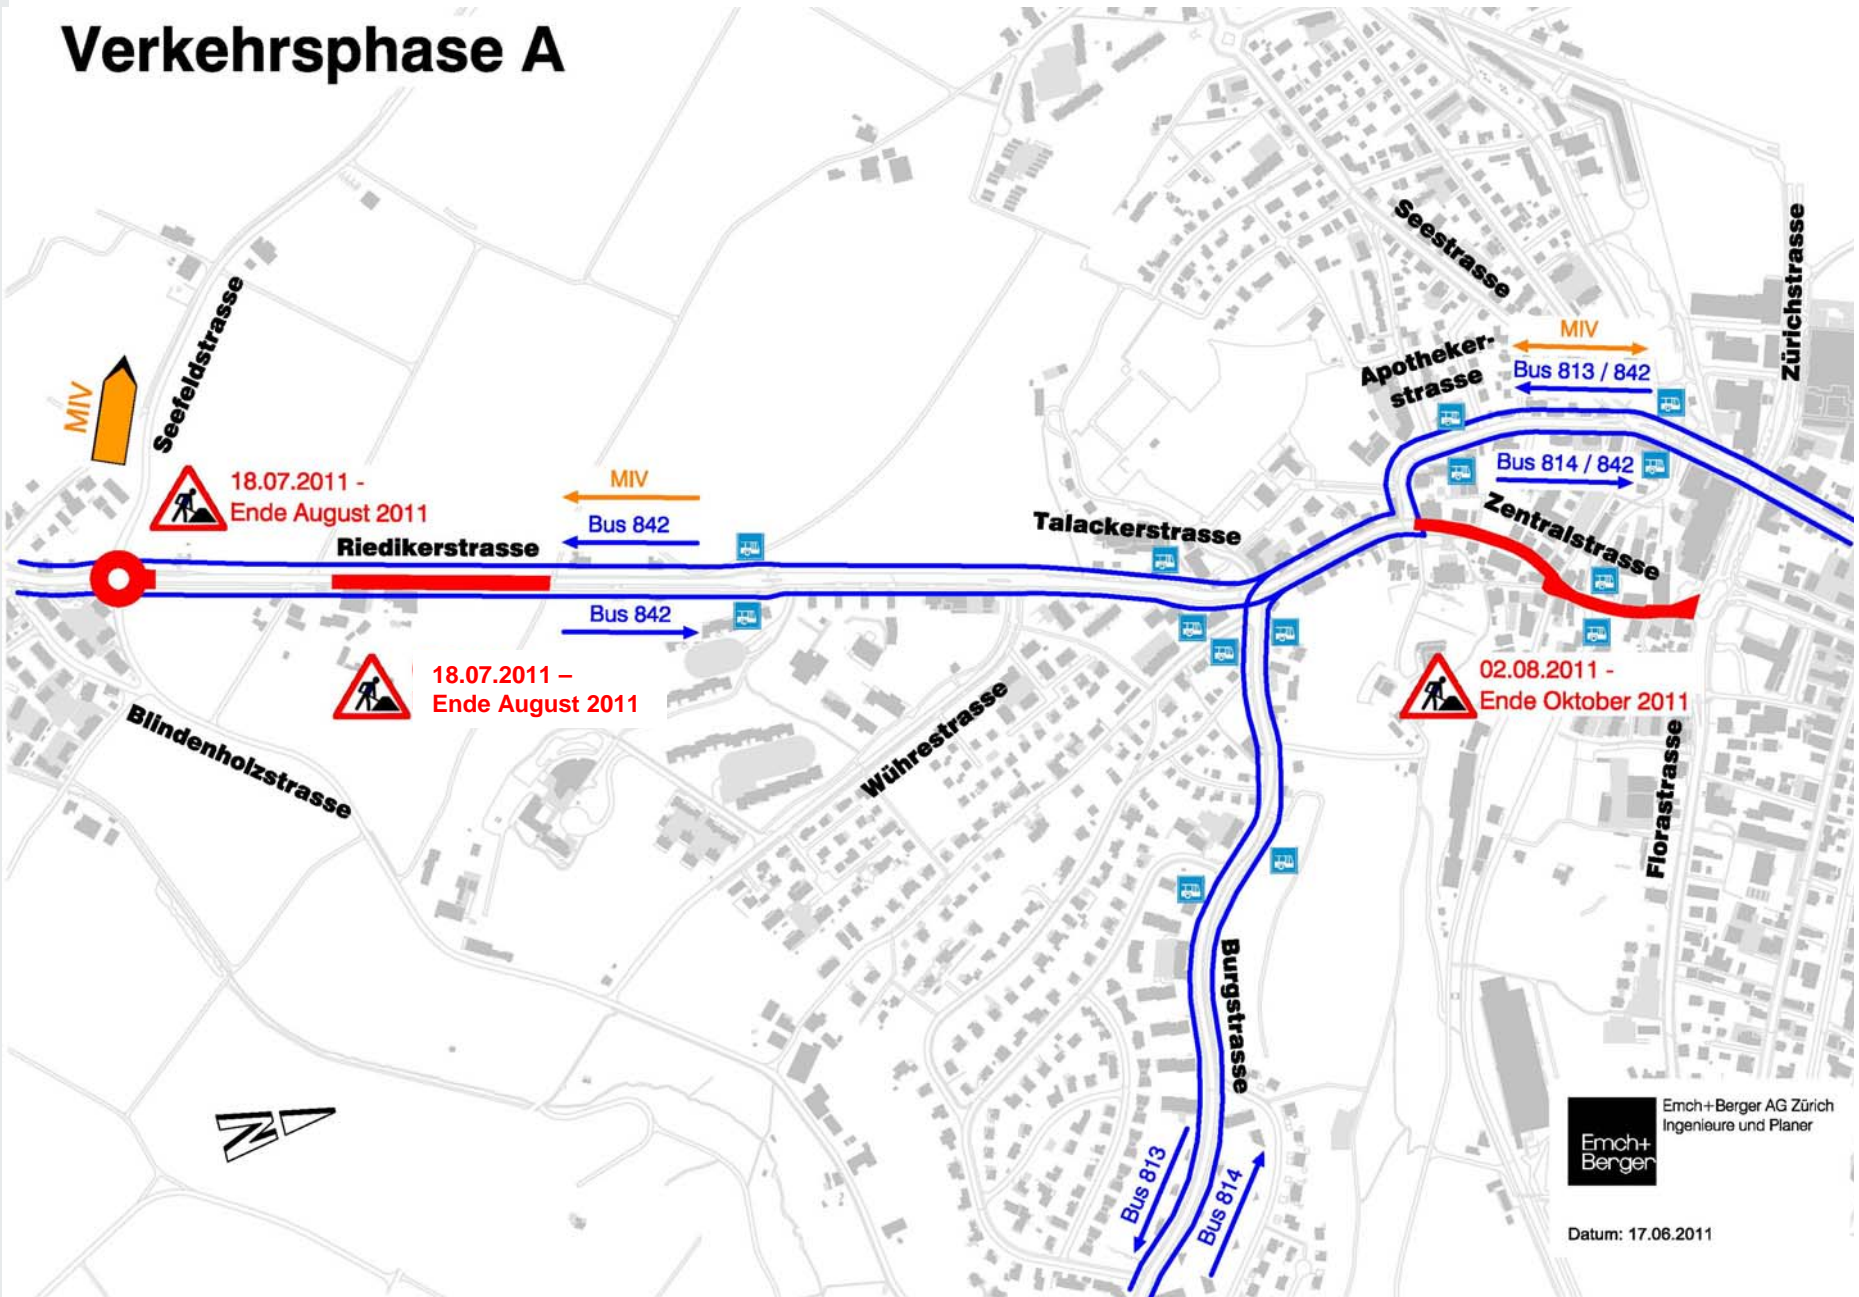 Verkehrsphase A
Zürichstrasse
Seestrasse
MIV
Apotheker-
strasse
Bus 813 / 842
Bus 814 / 842
MIV
Seefeldstrasse
18.07.2011 -
Ende August 2011
MIV
Bus 842
Riedikerstrasse
Talackerstrasse
Zentralstrasse
Bus 842
18.07.2011 –
Ende August 2011
02.08.2011 -
Ende Oktober 2011
Blindenholzstrasse
Wührestrasse
Florastrasse
Burgstrasse
N
Bus 813
Bus 814
Emch+
Berger
Emch+Berger AG Zürich
Ingenieure und Planer
Datum: 17.06.2011